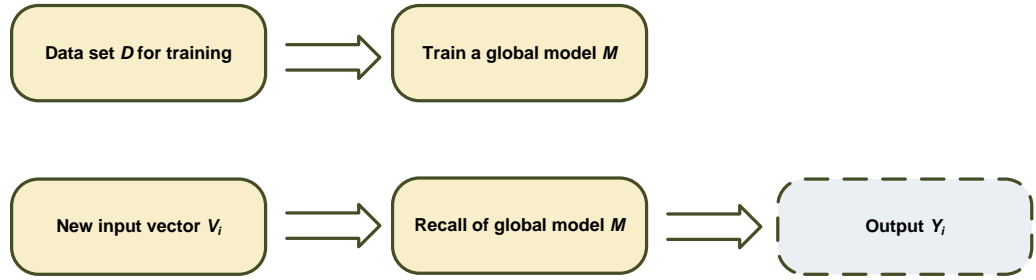 Data set D for training
Train a global model M
New input vector Vi
Recall of global model M
Output Yi